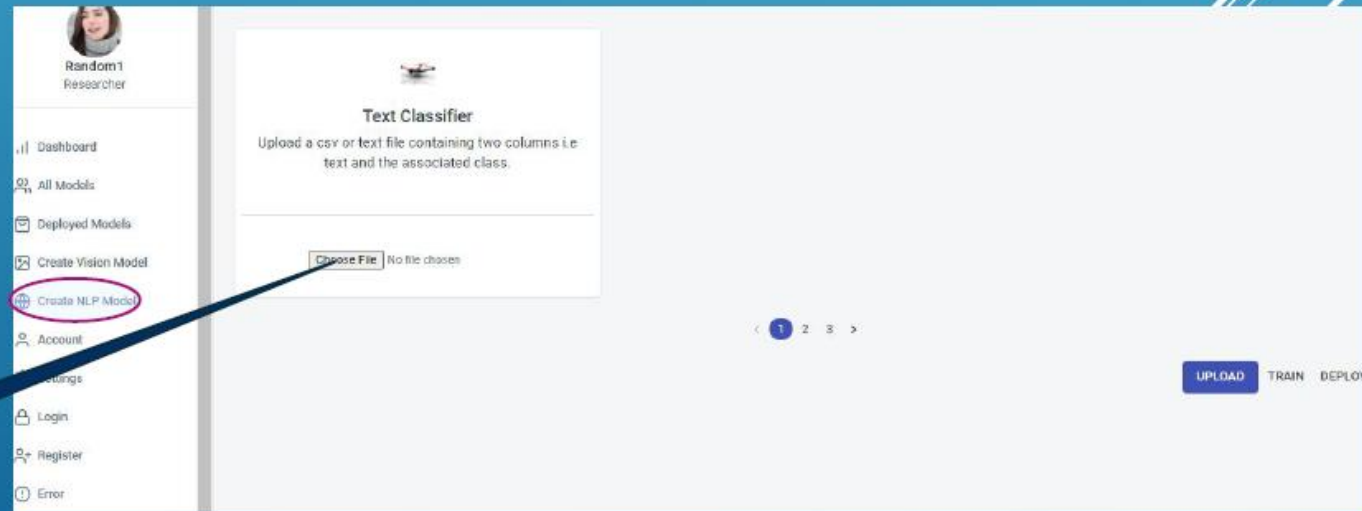 Random1
Researcher
Dashboard
All Models
Deployed Models
Create Vision Model
Create NLP Model
Account
Settings
Login
Register
Error
Text Classifier
Upload a csv or text file containing two columns i.e
text and the associated class.
Choose File No file chosen
< 1 2 3 >
UPLOAD TRAIN DEPLOY